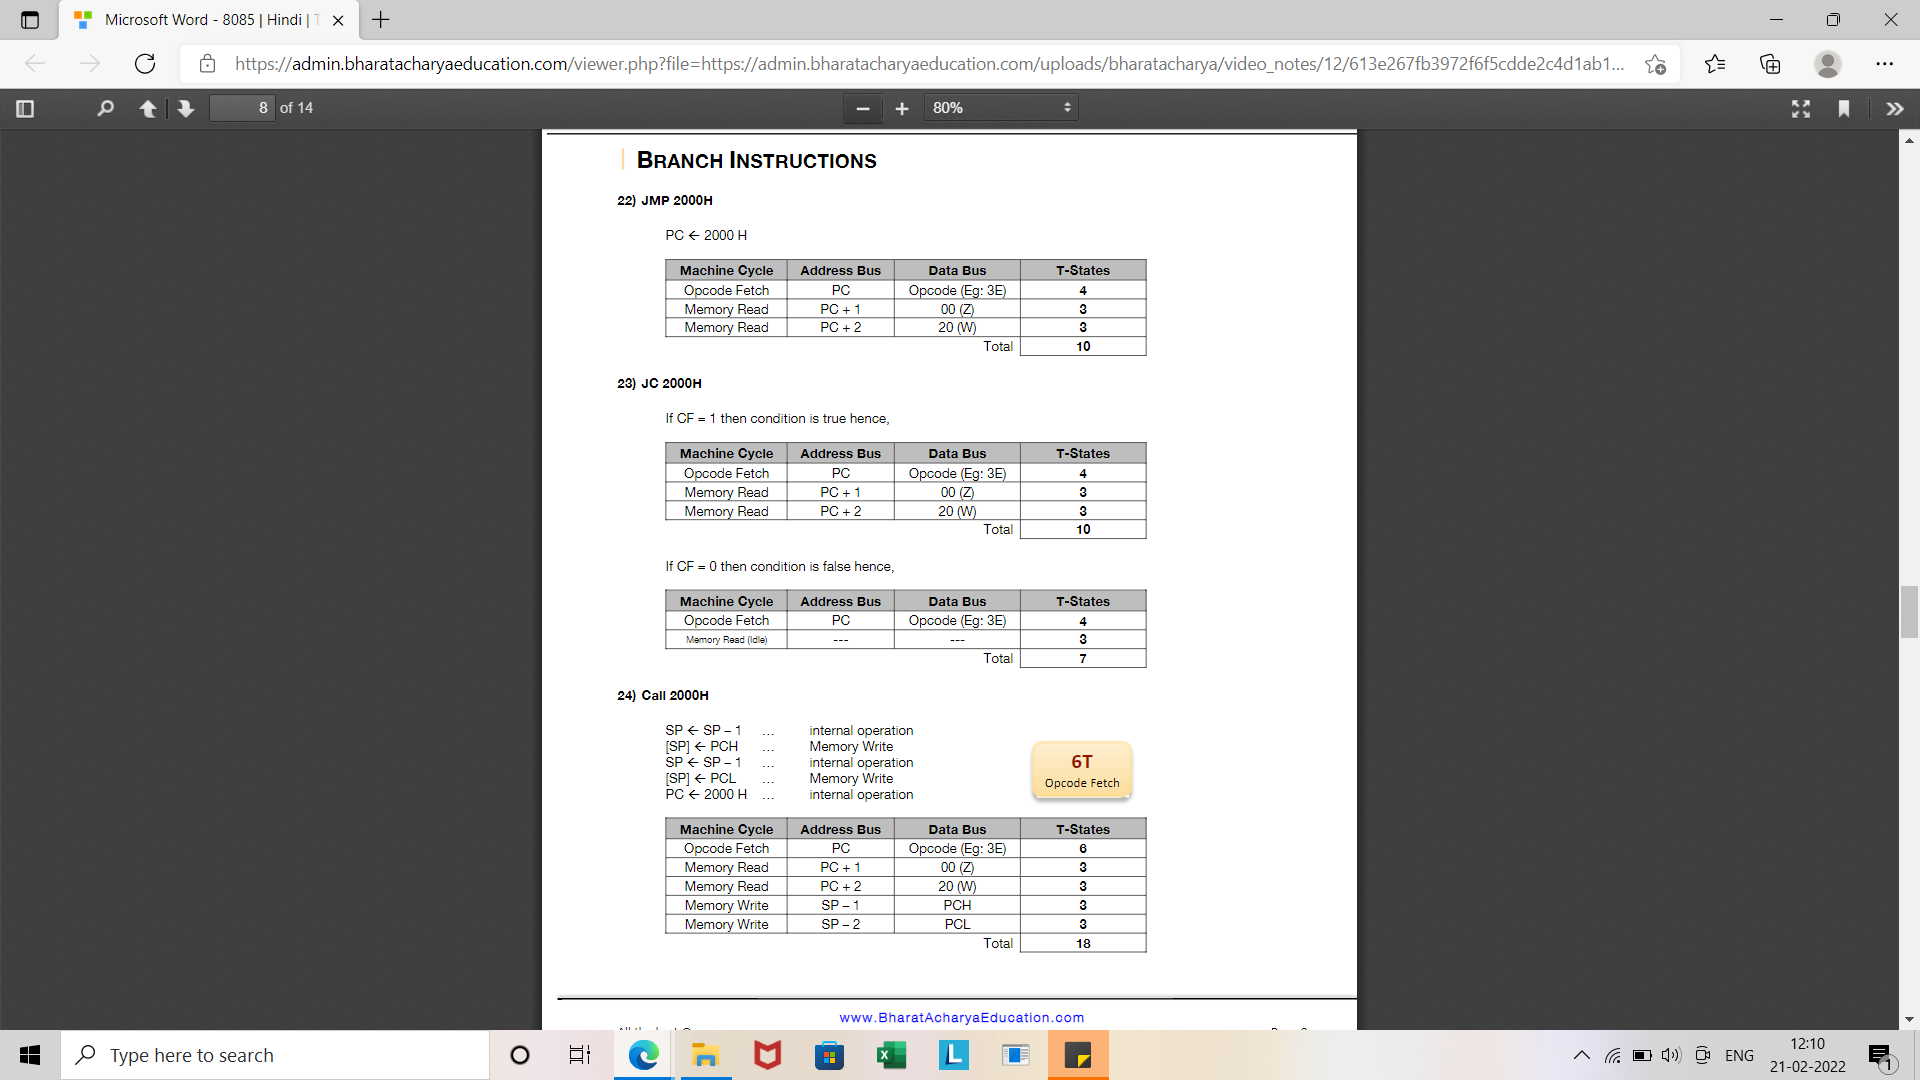 Microsoft Word - 8085 | Hindi |
https://admin.bharatacharyaeducation.com/viewer.php?file=https://admin.bharatacharyaeducation.com/uploads/bharatacharya/video_notes/12/613e267fb3972f6f5cdde2c4d1ab1...
8 of 14
80%
BRANCH INSTRUCTIONS
22) JMP 2000H
PC ← 2000 H
Machine Cycle Address Bus Data Bus T-States
Opcode Fetch PC Opcode (Eg: 3E) 4
Memory Read PC + 1 00 (Z) 3
Memory Read PC + 2 20 (W) 3
Total 10
23) JC 2000H
If CF = 1 then condition is true hence,
Machine Cycle Address Bus Data Bus T-States
Opcode Fetch PC Opcode (Eg: 3E) 4
Memory Read PC + 1 00 (Z) 3
Memory Read PC + 2 20 (W) 3
Total 10
If CF = 0 then condition is false hence,
Machine Cycle Address Bus Data Bus T-States
Opcode Fetch PC Opcode (Eg: 3E) 4
Memory Read (Idle) --- --- 3
Total 7
24) Call 2000H
SP ← SP – 1 ... internal operation
[SP] ← PCH ... Memory Write
SP ← SP – 1 ... internal operation
[SP] ← PCL ... Memory Write
PC ← 2000 H ... internal operation
6T
Opcode Fetch
Machine Cycle Address Bus Data Bus T-States
Opcode Fetch PC Opcode (Eg: 3E) 6
Memory Read PC + 1 00 (Z) 3
Memory Read PC + 2 20 (W) 3
Memory Write SP – 1 PCH 3
Memory Write SP – 2 PCL 3
Total 18
www.BharatAcharyaEducation.com
Type here to search
ENG
12:10
21-02-2022
1